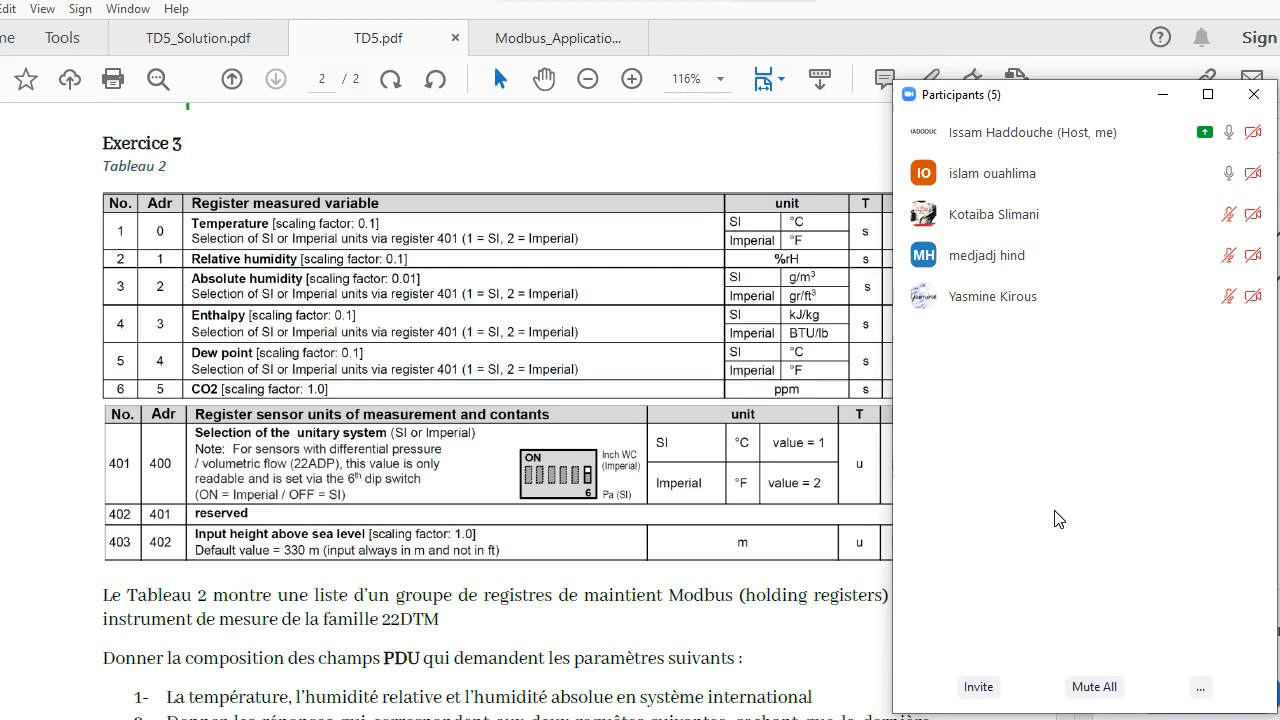 Edit View Sign Window Help
Tools TD5_Solution.pdf TD5.pdf × Modbus_Applicatio... Sign
2 / 2 116%
Participants (5)
Issam Haddouche (Host, me)
IO islam ouahlima
Kotaiba Slimani
MH medjadj hind
Yasmine Kirous
Invite Mute All ...
Exercice 3
Tableau 2
No. Adr Register measured variable unit T
1 0 Temperature [scaling factor: 0.1] SI °C s
Selection of SI or Imperial units via register 401 (1 = SI, 2 = Imperial) Imperial °F
2 1 Relative humidity [scaling factor: 0.1] %rH s
3 2 Absolute humidity [scaling factor: 0.01] SI g/m³ s
Selection of SI or Imperial units via register 401 (1 = SI, 2 = Imperial) Imperial gr/ft³
4 3 Enthalpy [scaling factor: 0.1] SI kJ/kg s
Selection of SI or Imperial units via register 401 (1 = SI, 2 = Imperial) Imperial BTU/lb
5 4 Dew point [scaling factor: 0.1] SI °C s
Selection of SI or Imperial units via register 401 (1 = SI, 2 = Imperial) Imperial °F
6 5 CO2 [scaling factor: 1.0] ppm s
No. Adr Register sensor units of measurement and contants unit T
401 400 Selection of the unitary system (SI or Imperial) SI °C value = 1 u
Note: For sensors with differential pressure
/ volumetric flow (22ADP), this value is only
readable and is set via the 6th dip switch Imperial °F value = 2
(ON = Imperial / OFF = SI)
ON Inch WC
(Imperial)
6 Pa (SI)
402 401 reserved
403 402 Input height above sea level [scaling factor: 1.0] m u
Default value = 330 m (input always in m and not in ft)
Le Tableau 2 montre une liste d'un groupe de registres de maintient Modbus (holding registers)
instrument de mesure de la famille 22DTM
Donner la composition des champs PDU qui demandent les paramètres suivants :
1- La température, l'humidité relative et l'humidité absolue en système international